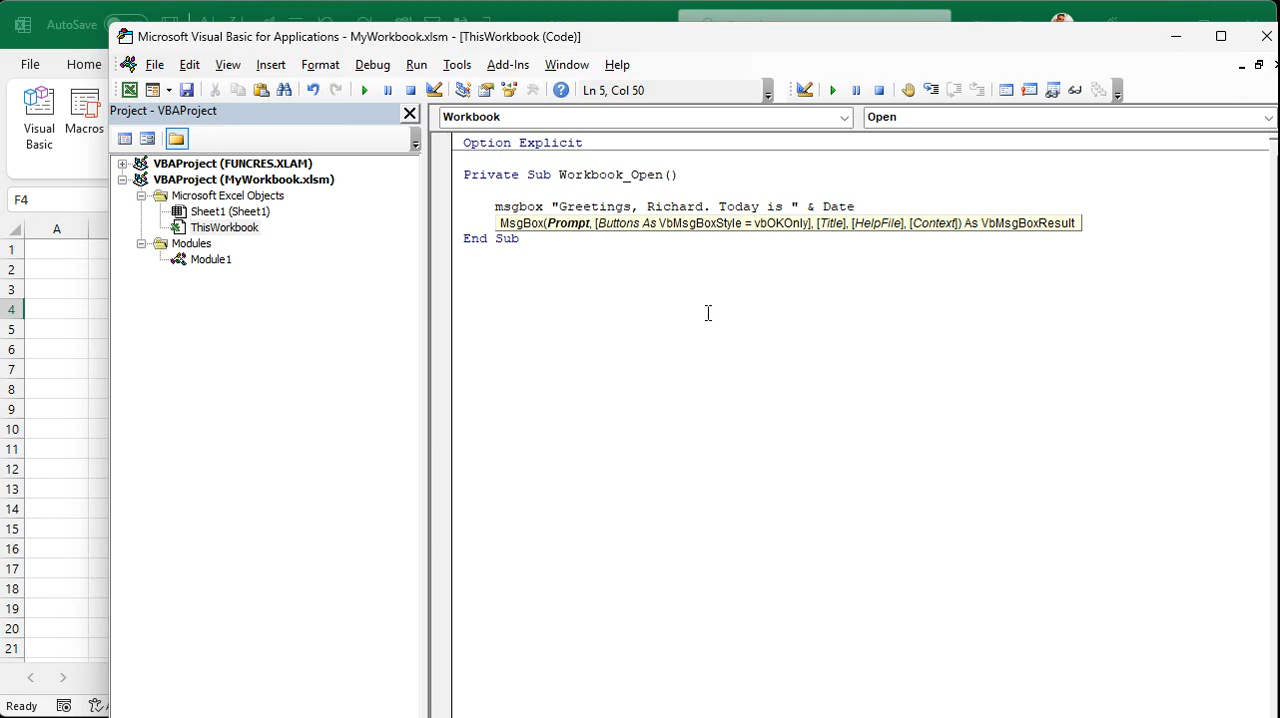 AutoSave
Microsoft Visual Basic for Applications - MyWorkbook.xlsm - [ThisWorkbook (Code)]
File Home
File Edit View Insert Format Debug Run Tools Add-Ins Window Help
Ln 5, Col 50
Visual Basic
Macros
Project - VBAProject
Workbook
Open
VBAProject (FUNCRES.XLAM)
VBAProject (MyWorkbook.xlsm)
Microsoft Excel Objects
Sheet1 (Sheet1)
ThisWorkbook
Modules
Module1
Option Explicit
Private Sub Workbook_Open()
msgbox "Greetings, Richard. Today is " & Date
MsgBox(Prompt, [Buttons As VbMsgBoxStyle = vbOKOnly], [Title], [HelpFile], [Context]) As VbMsgBoxResult
End Sub
F4
A
1
2
3
4
5
6
7
8
9
10
11
12
13
14
15
16
17
18
19
20
21
Ready